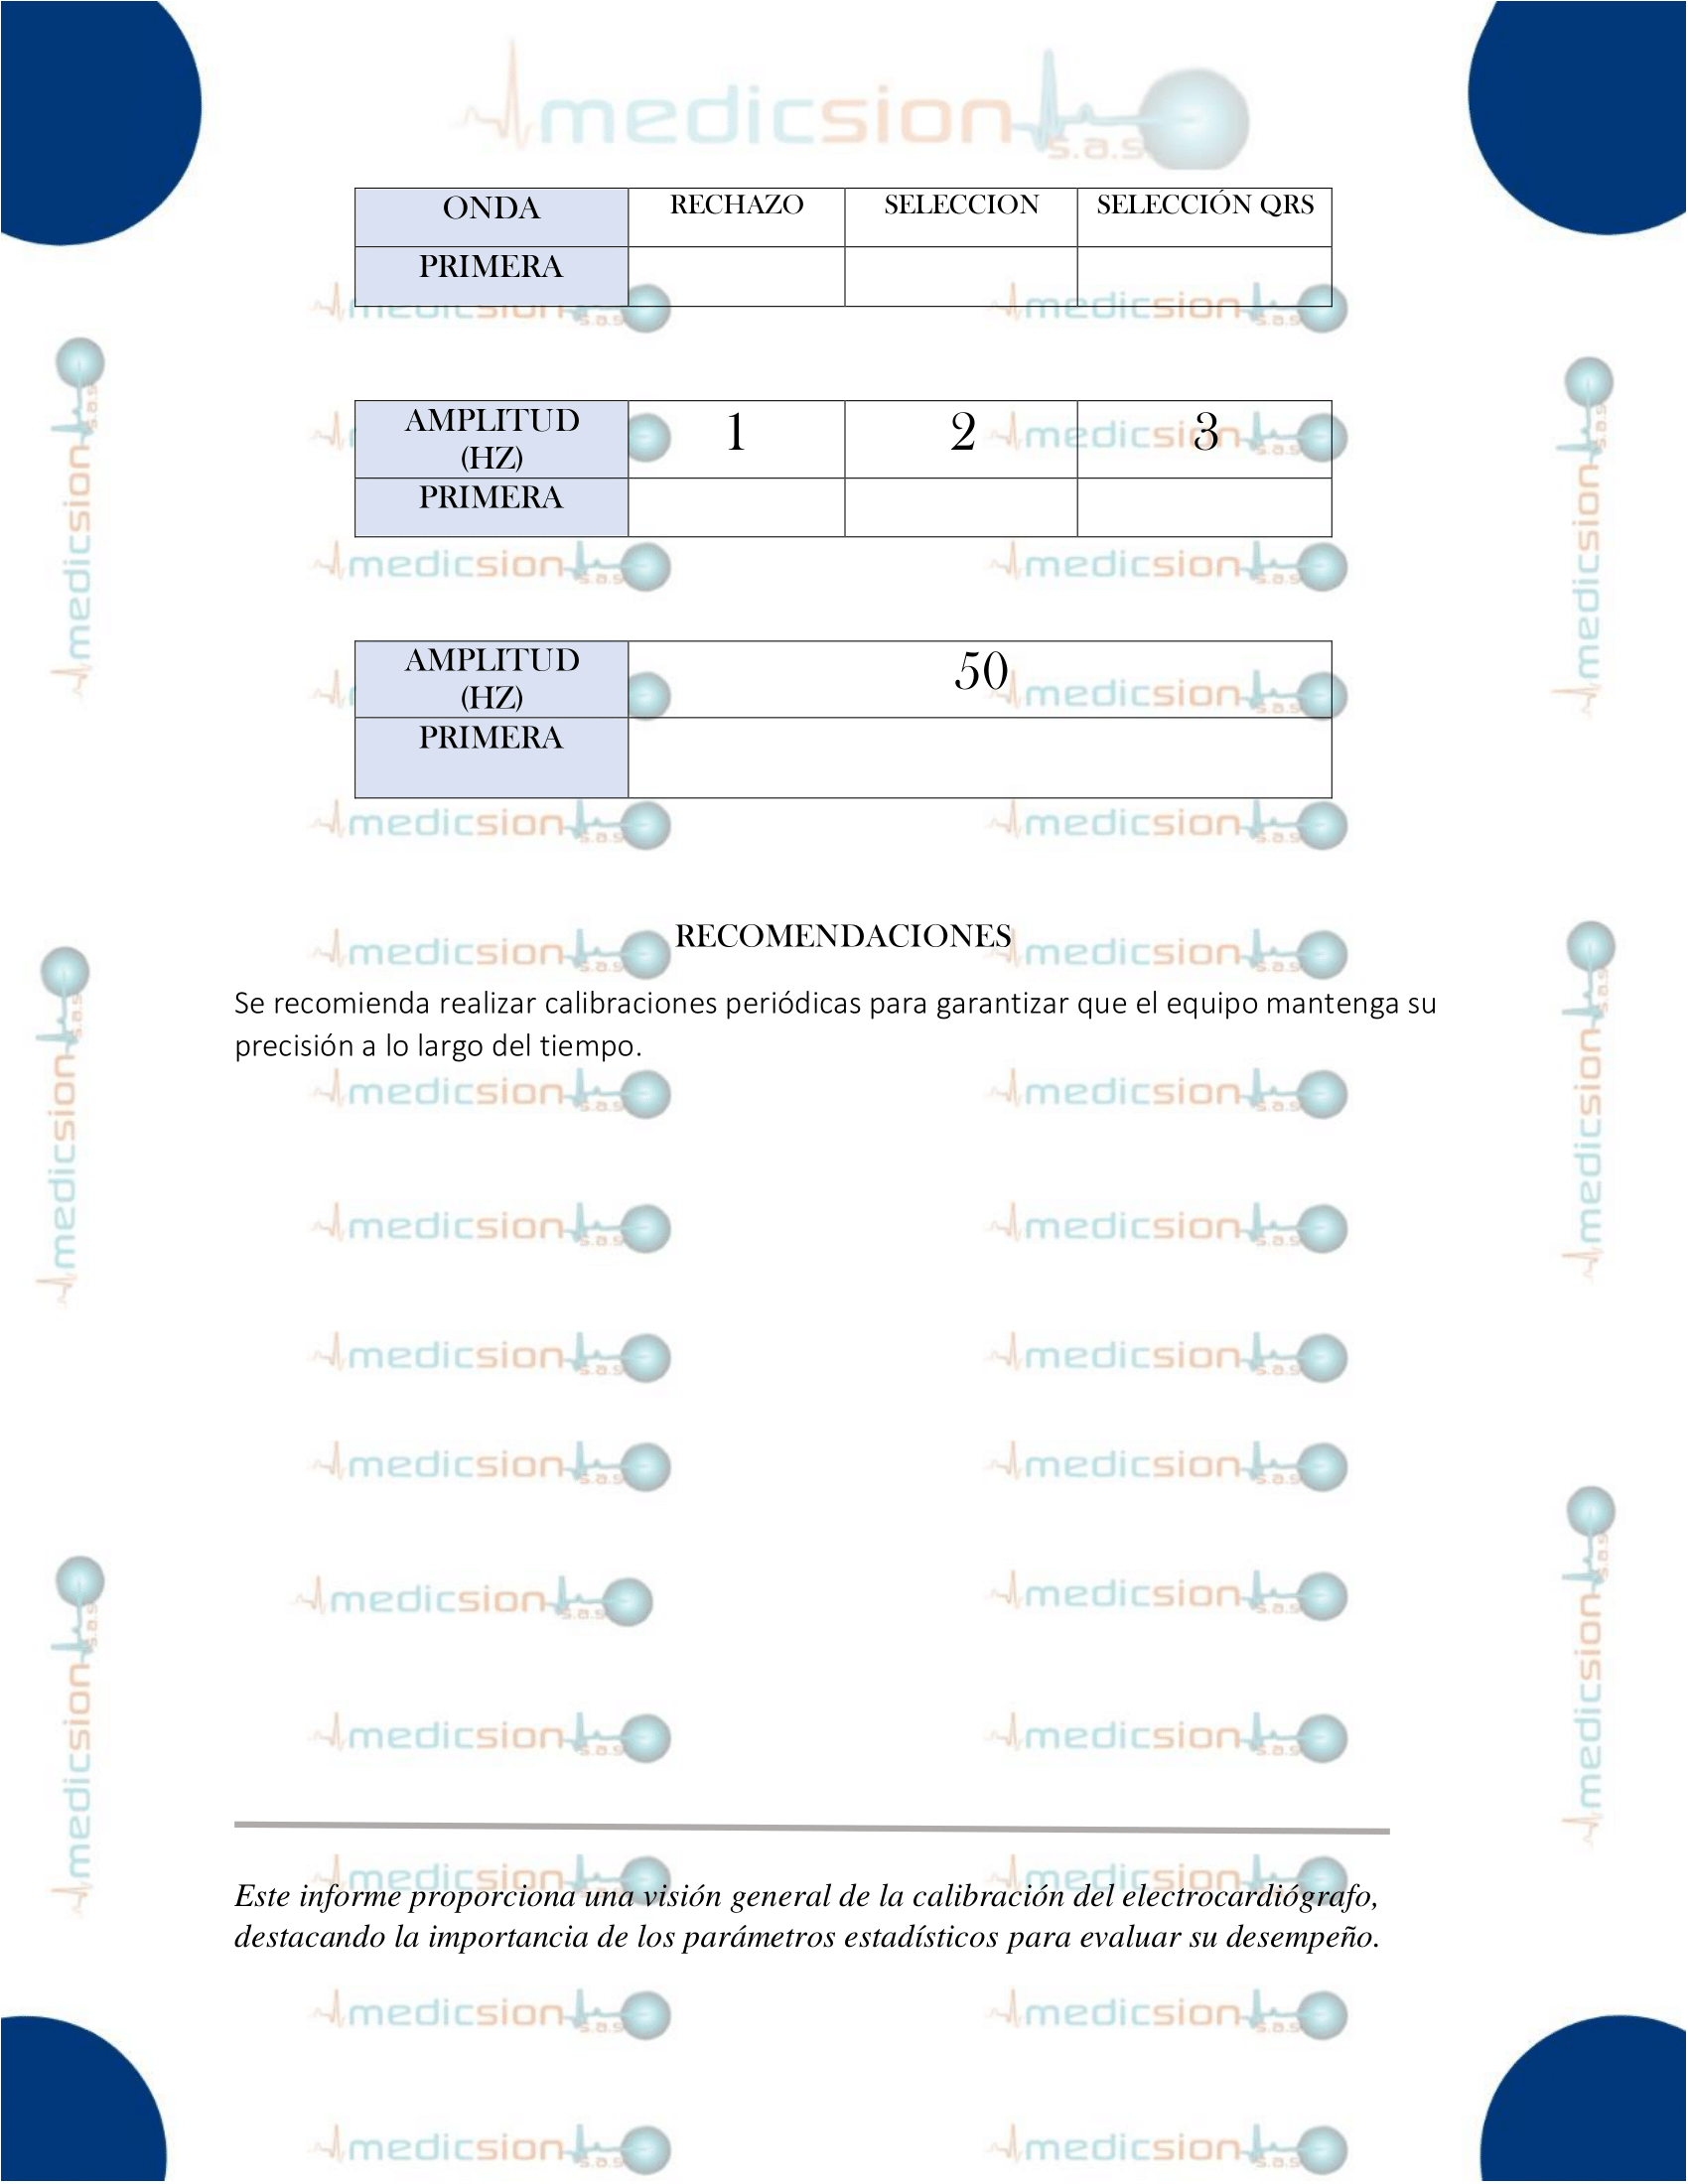 medicsion s.a.s
ONDA RECHAZO SELECCION SELECCIÓN QRS
PRIMERA
AMPLITUD (HZ) 1 2 3
PRIMERA
AMPLITUD (HZ) 50
PRIMERA
RECOMENDACIONES
Se recomienda realizar calibraciones periódicas para garantizar que el equipo mantenga su
precisión a lo largo del tiempo.
Este informe proporciona una visión general de la calibración del electrocardiógrafo,
destacando la importancia de los parámetros estadísticos para evaluar su desempeño.